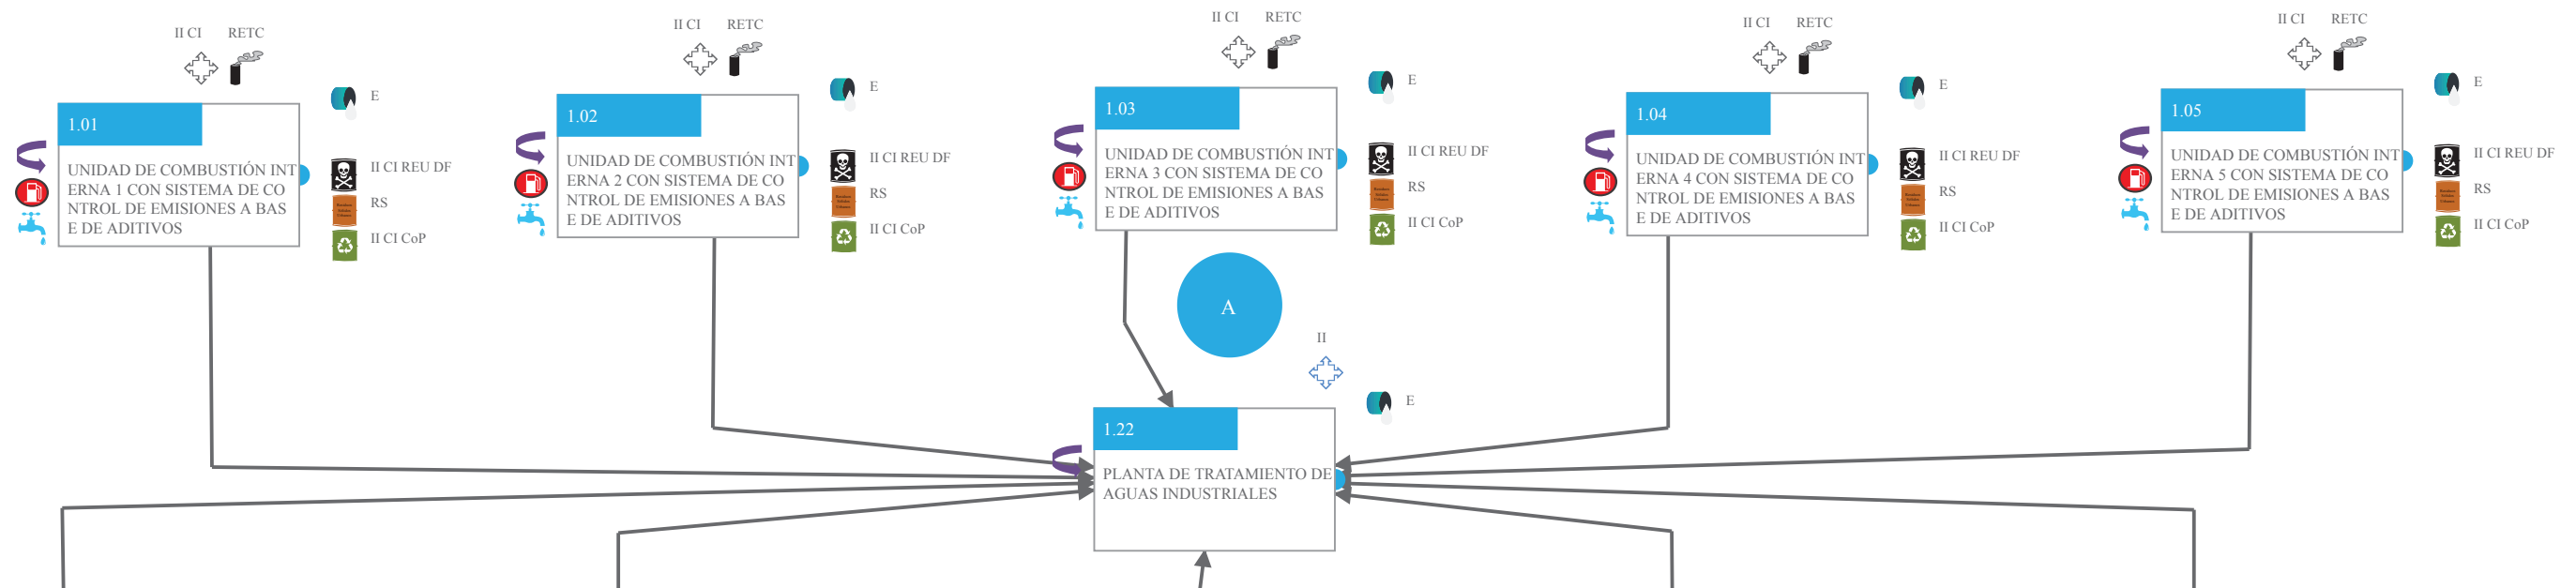 II CI RETC
E
1.01
UNIDAD DE COMBUSTIÓN INT
ERNA 1 CON SISTEMA DE CO
NTROL DE EMISIONES A BAS
E DE ADITIVOS
II CI REU DF
RS
II CI CoP
II CI RETC
E
1.02
UNIDAD DE COMBUSTIÓN INT
ERNA 2 CON SISTEMA DE CO
NTROL DE EMISIONES A BAS
E DE ADITIVOS
II CI REU DF
RS
II CI CoP
II CI RETC
E
1.03
UNIDAD DE COMBUSTIÓN INT
ERNA 3 CON SISTEMA DE CO
NTROL DE EMISIONES A BAS
E DE ADITIVOS
II CI REU DF
RS
II CI CoP
II CI RETC
E
1.04
UNIDAD DE COMBUSTIÓN INT
ERNA 4 CON SISTEMA DE CO
NTROL DE EMISIONES A BAS
E DE ADITIVOS
II CI REU DF
RS
II CI CoP
II CI RETC
E
1.05
UNIDAD DE COMBUSTIÓN INT
ERNA 5 CON SISTEMA DE CO
NTROL DE EMISIONES A BAS
E DE ADITIVOS
II CI REU DF
RS
II CI CoP
A
II
E
1.22
PLANTA DE TRATAMIENTO DE
AGUAS INDUSTRIALES